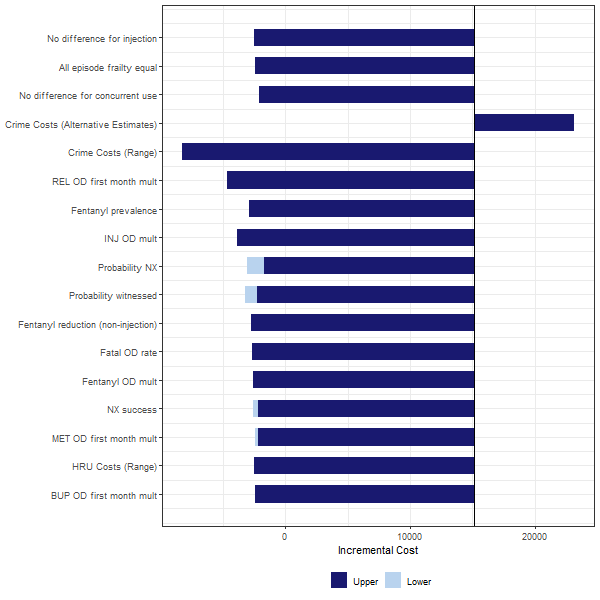 No difference for injection
All episode frailty equal
No difference for concurrent use
Crime Costs (Alternative Estimates)
Crime Costs (Range)
REL OD first month mult
Fentanyl prevalence
INJ OD mult
Probability NX
Probability witnessed
Fentanyl reduction (non-injection)
Fatal OD rate
Fentanyl OD mult
NX success
MET OD first month mult
HRU Costs (Range)
BUP OD first month mult
0 10000 20000
Incremental Cost
Upper Lower